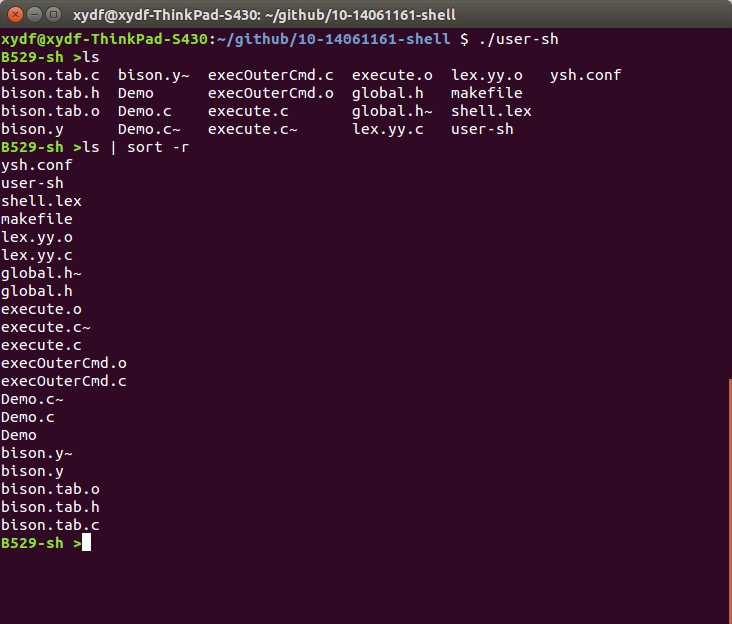 xydf@xydf-ThinkPad-S430: ~/github/10-14061161-shell
xydf@xydf-ThinkPad-S430:~/github/10-14061161-shell $ ./user-sh
B529-sh >ls
bison.tab.c  bison.y~  execOuterCmd.c  execute.o  lex.yy.o   ysh.conf
bison.tab.h  Demo      execOuterCmd.o  global.h   makefile
bison.tab.o  Demo.c    execute.c       global.h~  shell.lex
bison.y      Demo.c~   execute.c~      lex.yy.c   user-sh
B529-sh >ls | sort -r
ysh.conf
user-sh
shell.lex
makefile
lex.yy.o
lex.yy.c
global.h~
global.h
execute.o
execute.c~
execute.c
execOuterCmd.o
execOuterCmd.c
Demo.c~
Demo.c
Demo
bison.y~
bison.y
bison.tab.o
bison.tab.h
bison.tab.c
B529-sh >